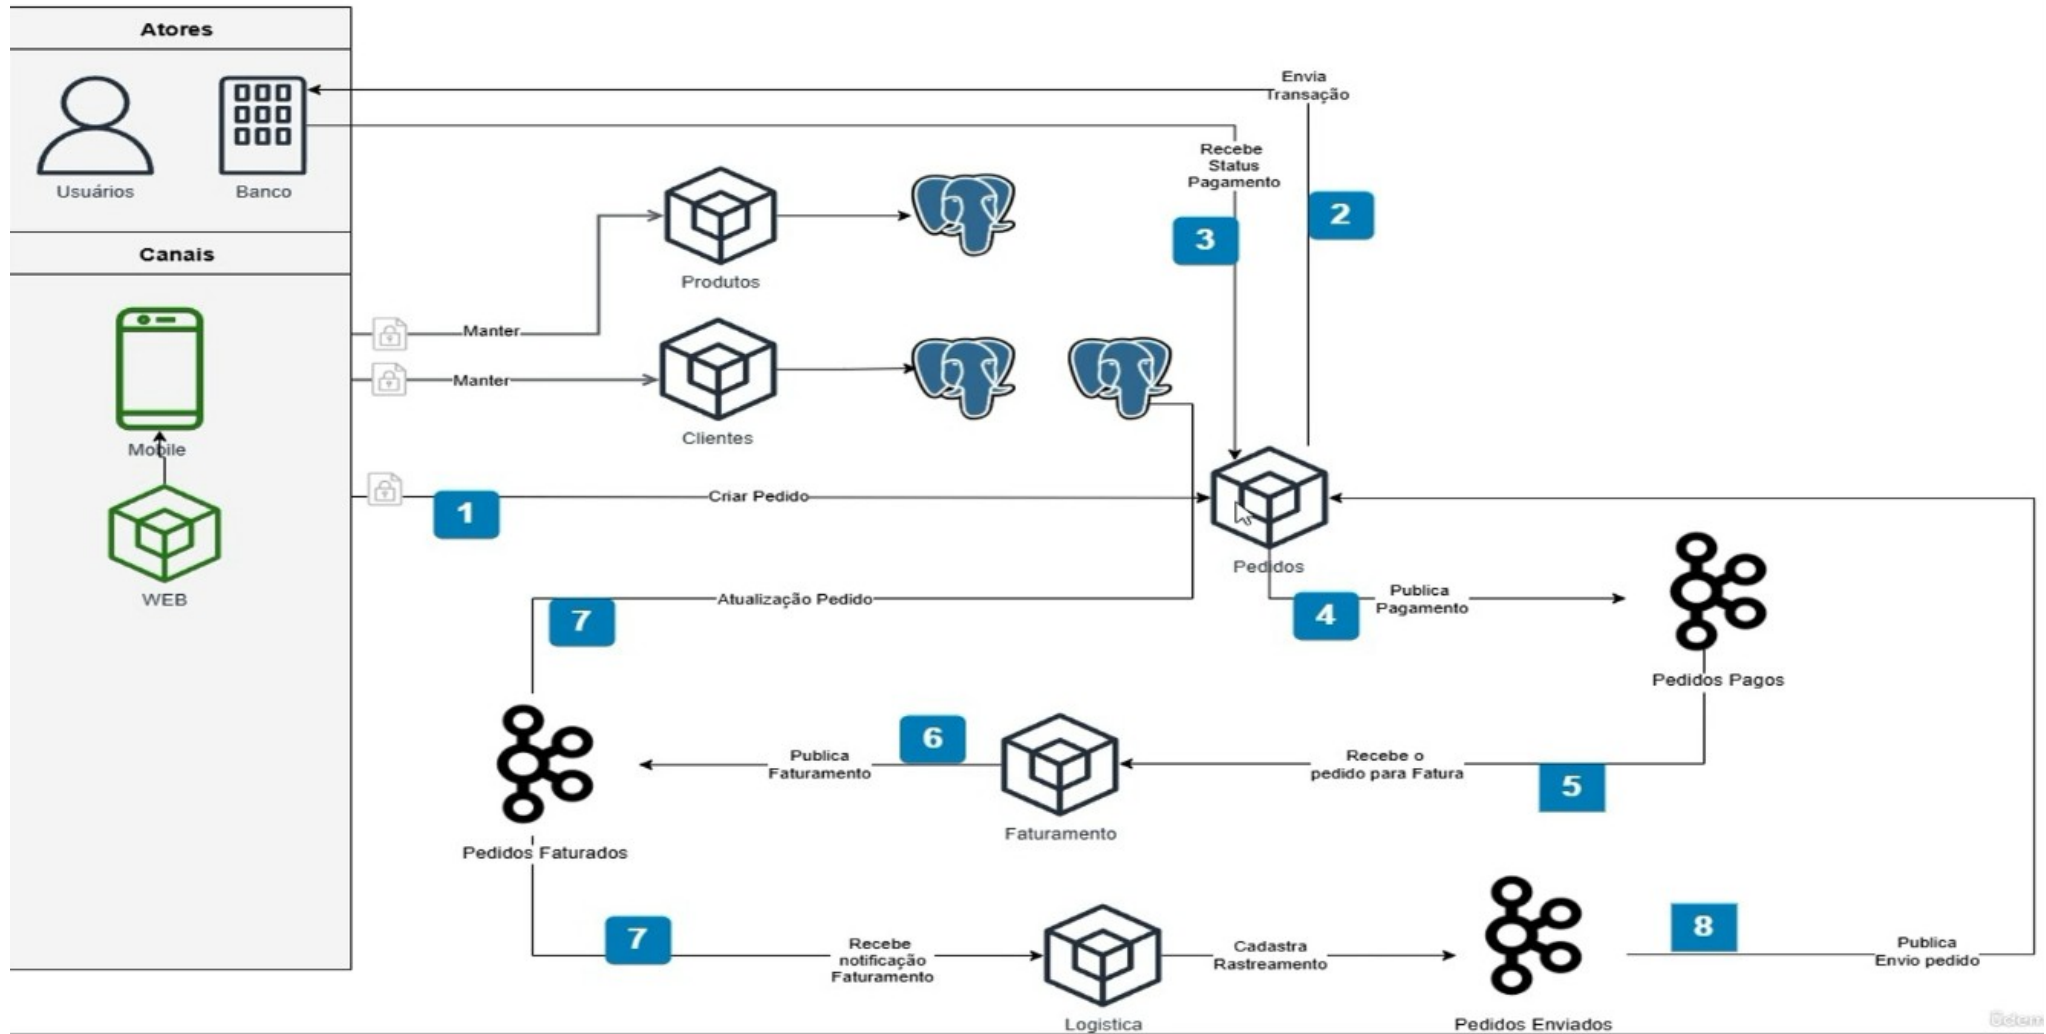 Atores
Usuários
Banco
Canais
Mobile
WEB
Envia
Transação
Recebe
Status
Pagamento
2
3
Produtos
Manter
Manter
Clientes
1
Criar Pedido
Pedidos
7
Atualização Pedido
4
Publica
Pagamento
Pedidos Pagos
6
Publica
Faturamento
Recebe o
pedido para Fatura
5
Faturamento
Pedidos Faturados
7
Recebe
notificação
Faturamento
Cadastra
Rastreamento
8
Publica
Envio pedido
Logistica
Pedidos Enviados